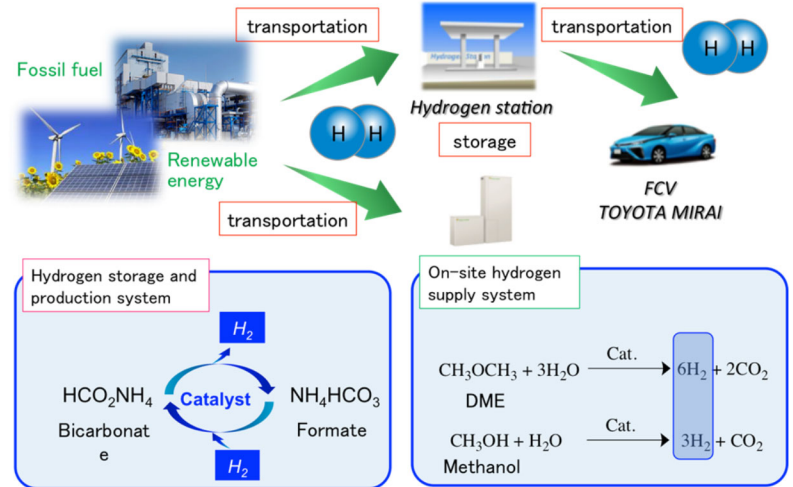 transportation
transportation
H H
Fossil fuel
Hydrogen station
H H
storage
Renewable
energy
FCV
TOYOTA MIRAI
transportation
Hydrogen storage and
production system
On-site hydrogen
supply system
H₂
CH₃OCH₃ + 3H₂O Cat. 6H₂ + 2CO₂
DME
HCO₂NH₄ Catalyst NH₄HCO₃
Bicarbonat
e
Formate
CH₃OH + H₂O Cat. 3H₂ + CO₂
Methanol
H₂